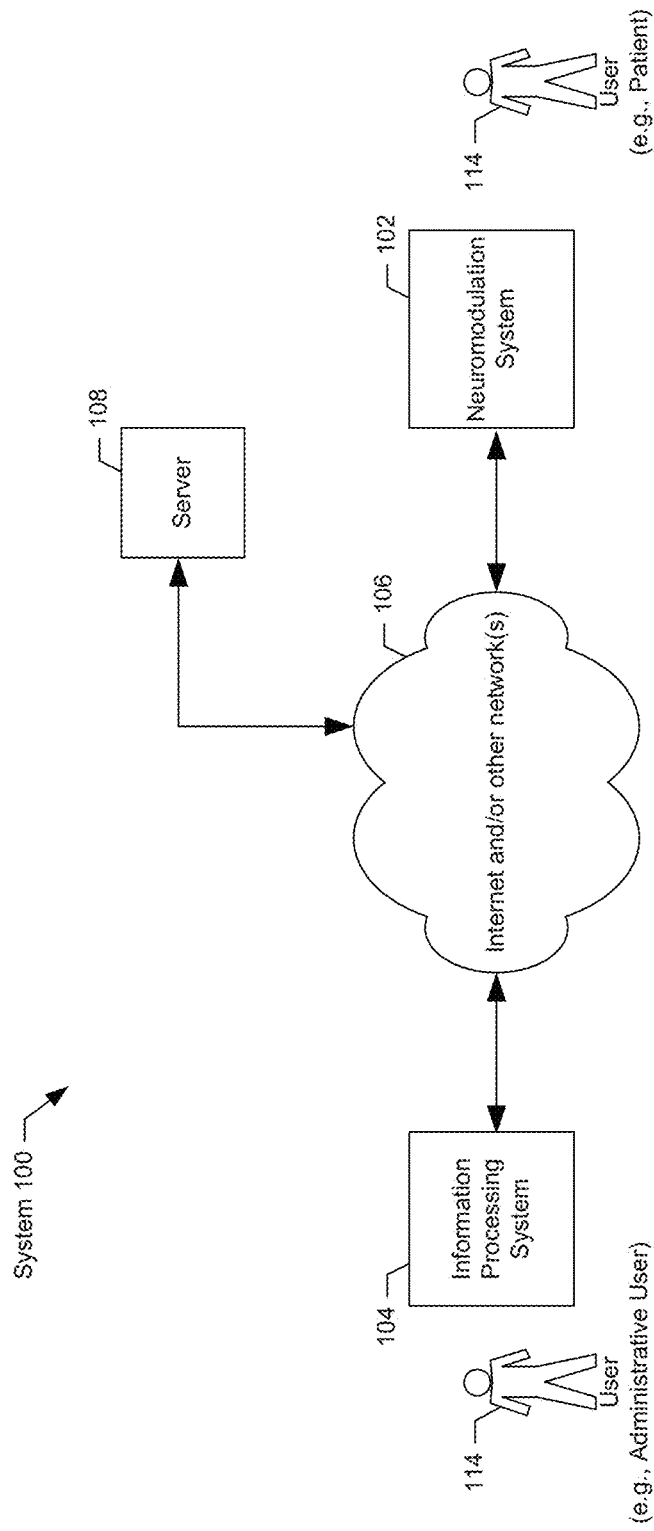 System 100
108
Server
106
Internet and/or other network(s)
104
Information
Processing
System
102
Neuromodulation
System
114
User
(e.g., Administrative User)
114
User
(e.g., Patient)